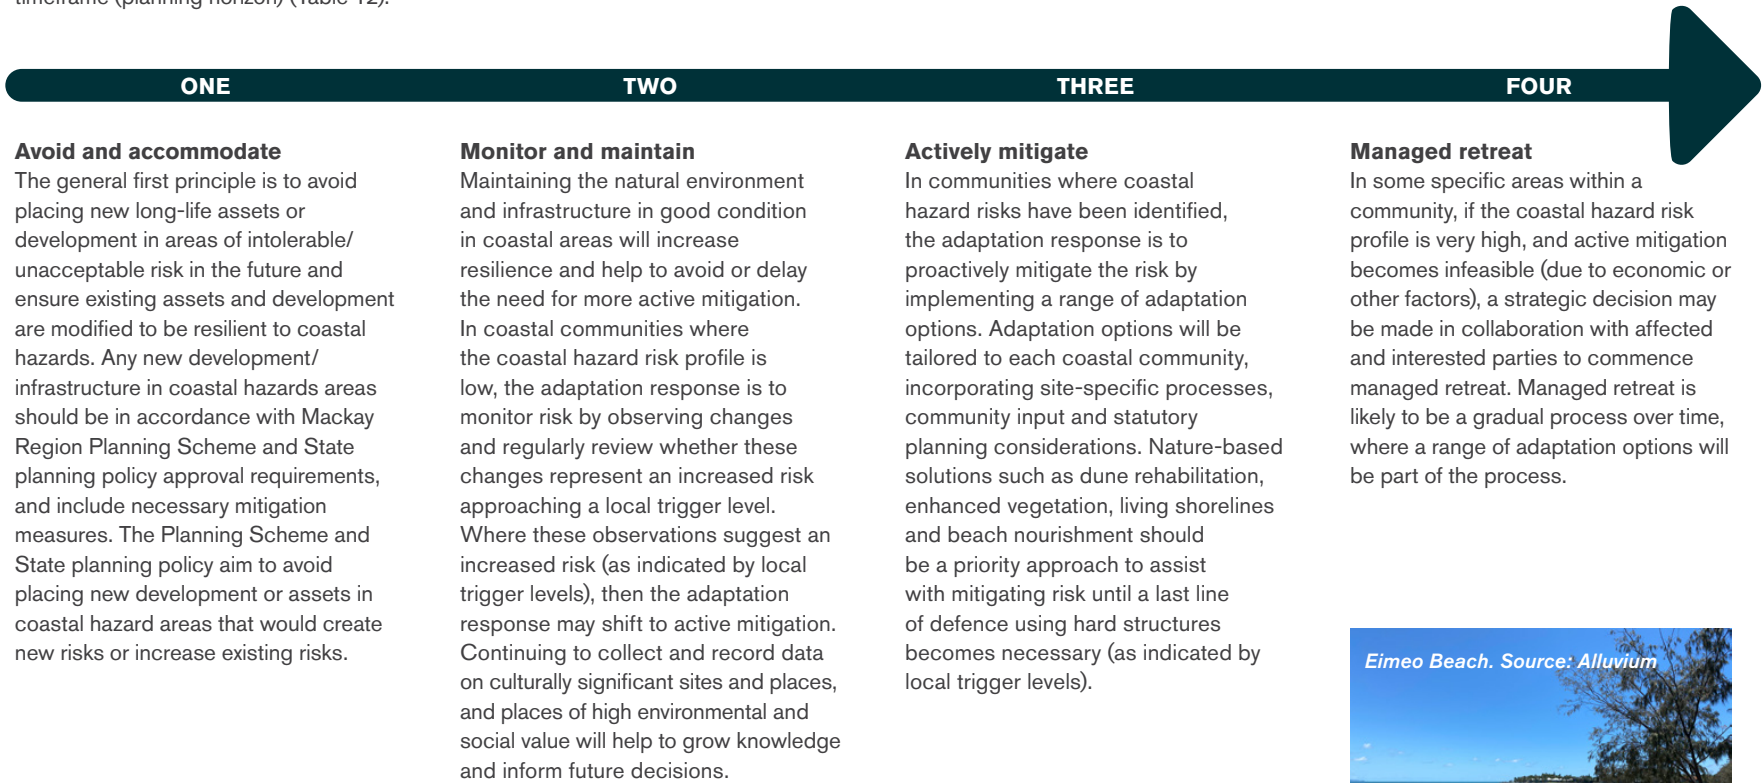 timeframe (planning horizon) (Table 12).
ONE
TWO
THREE
FOUR
Avoid and accommodate
The general first principle is to avoid
placing new long-life assets or
development in areas of intolerable/
unacceptable risk in the future and
ensure existing assets and development
are modified to be resilient to coastal
hazards. Any new development/
infrastructure in coastal hazards areas
should be in accordance with Mackay
Region Planning Scheme and State
planning policy approval requirements,
and include necessary mitigation
measures. The Planning Scheme and
State planning policy aim to avoid
placing new development or assets in
coastal hazard areas that would create
new risks or increase existing risks.
Monitor and maintain
Maintaining the natural environment
and infrastructure in good condition
in coastal areas will increase
resilience and help to avoid or delay
the need for more active mitigation.
In coastal communities where
the coastal hazard risk profile is
low, the adaptation response is to
monitor risk by observing changes
and regularly review whether these
changes represent an increased risk
approaching a local trigger level.
Where these observations suggest an
increased risk (as indicated by local
trigger levels), then the adaptation
response may shift to active mitigation.
Continuing to collect and record data
on culturally significant sites and places,
and places of high environmental and
social value will help to grow knowledge
and inform future decisions.
Actively mitigate
In communities where coastal
hazard risks have been identified,
the adaptation response is to
proactively mitigate the risk by
implementing a range of adaptation
options. Adaptation options will be
tailored to each coastal community,
incorporating site-specific processes,
community input and statutory
planning considerations. Nature-based
solutions such as dune rehabilitation,
enhanced vegetation, living shorelines
and beach nourishment should
be a priority approach to assist
with mitigating risk until a last line
of defence using hard structures
becomes necessary (as indicated by
local trigger levels).
Managed retreat
In some specific areas within a
community, if the coastal hazard risk
profile is very high, and active mitigation
becomes infeasible (due to economic or
other factors), a strategic decision may
be made in collaboration with affected
and interested parties to commence
managed retreat. Managed retreat is
likely to be a gradual process over time,
where a range of adaptation options will
be part of the process.
Eimeo Beach. Source: Alluvium